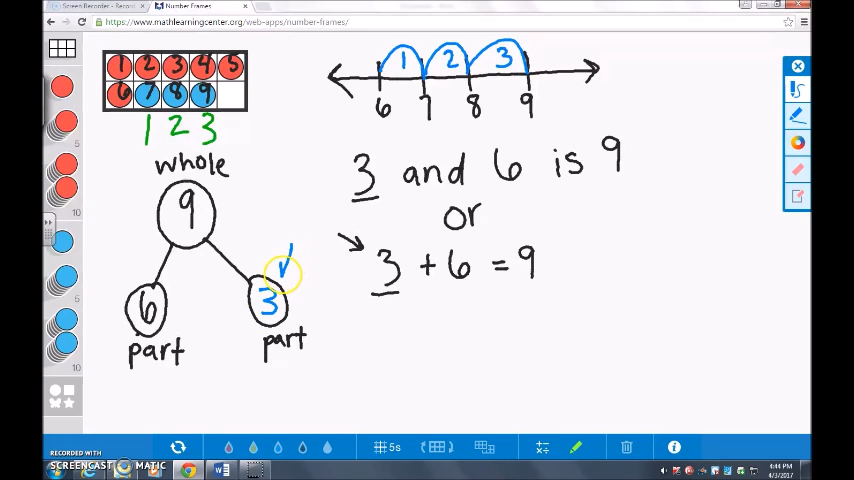 Screen Recorder - Record
Number Frames
https://www.mathlearningcenter.org/web-apps/number-frames/
1 2 3 4 5
6 7 8 9
1 2 3
whole
9
6
3
part
part
1 2 3
6 7 8 9
3 and 6 is 9
or
3 + 6 = 9
5
10
5
10
5s
RECORDED WITH
SCREENCAST MATIC
4:44 PM
4/3/2017